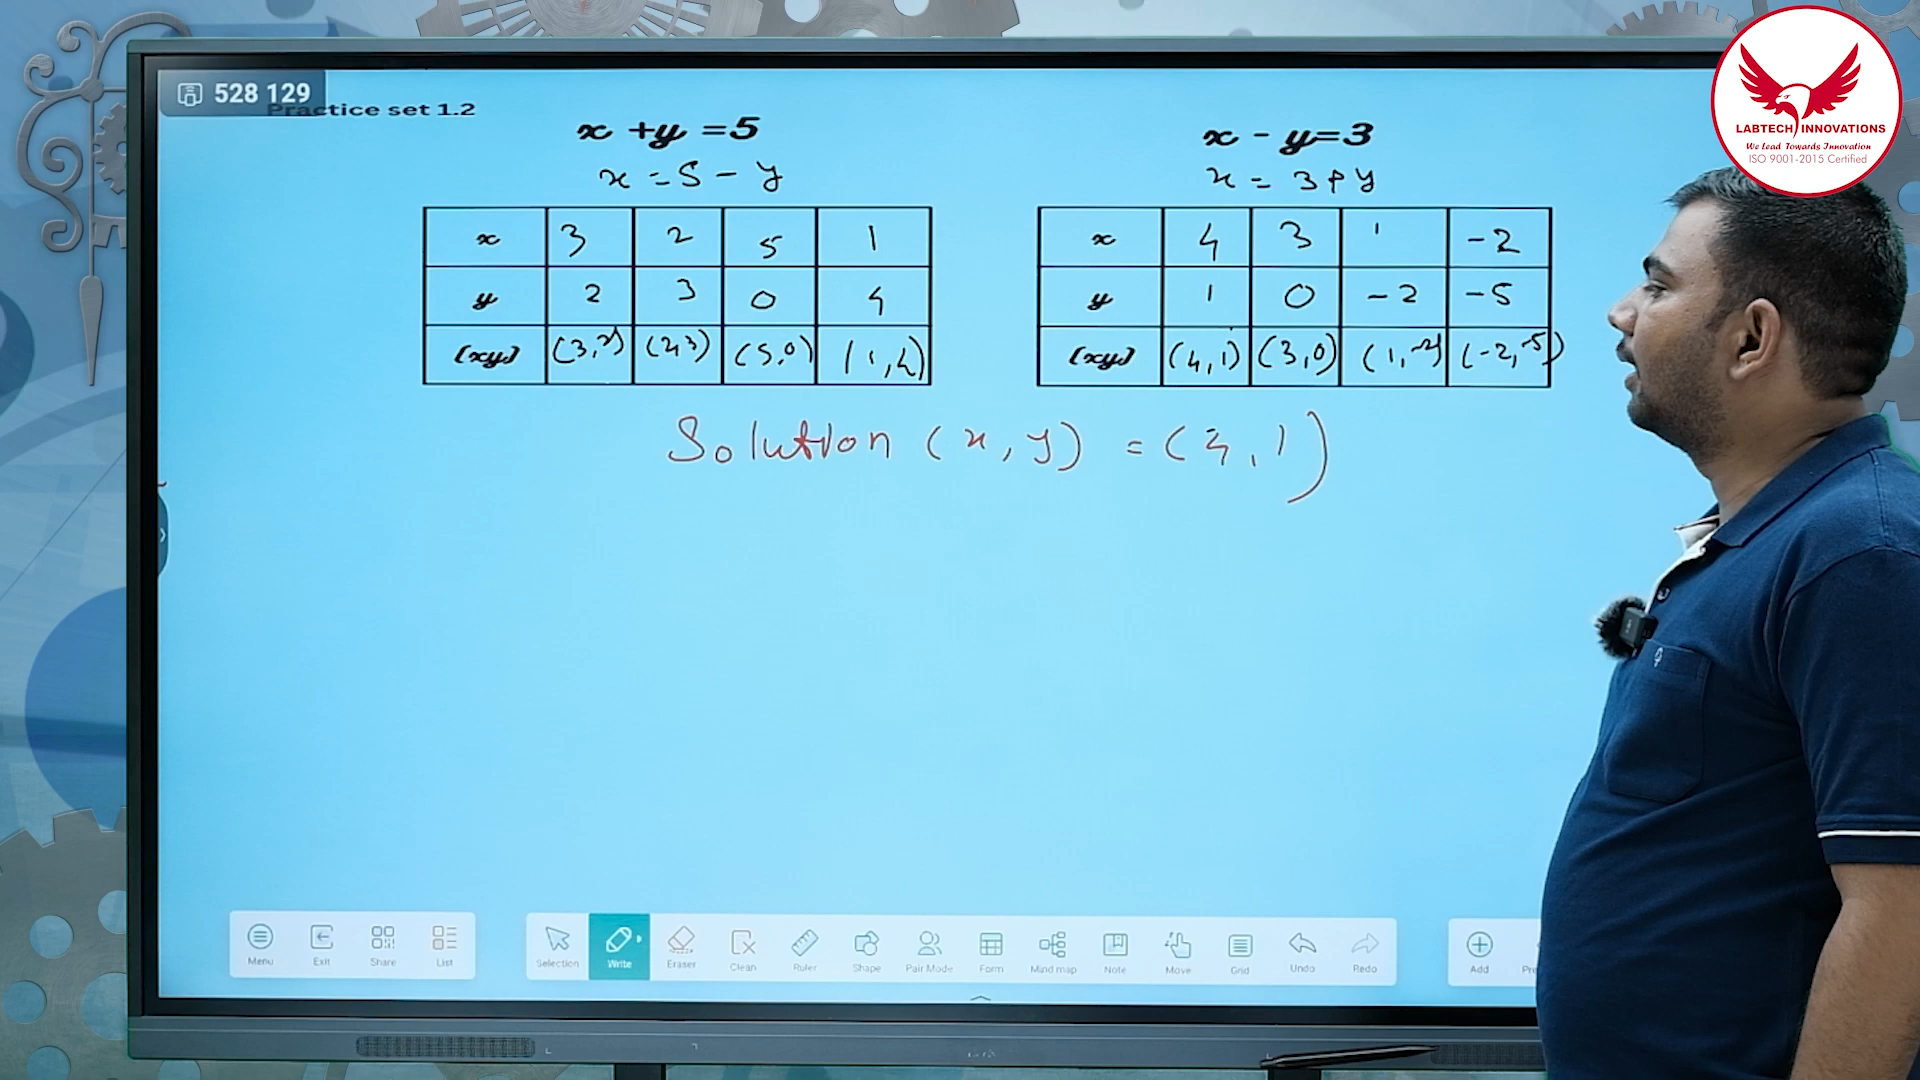 528 129
Practice set 1.2
x + y = 5
x = 5 - y
x 3 2 5 1
y 2 3 0 4
(xy) (3,2) (2,3) (5,0) (1,4)
x - y = 3
x = 3 + y
x 4 3 1 -2
y 1 0 -2 -5
(xy) (4,1) (3,0) (1,-2) (-2,-5)
Solution (x, y) = (4, 1)
LABTECH INNOVATIONS
We Lead Towards Innovation
ISO 9001-2015 Certified
Menu Exit Share List
Selection Write Eraser Clean Ruler Shape Pair Mode Form Mind map Note Move Grid Undo Redo
Add